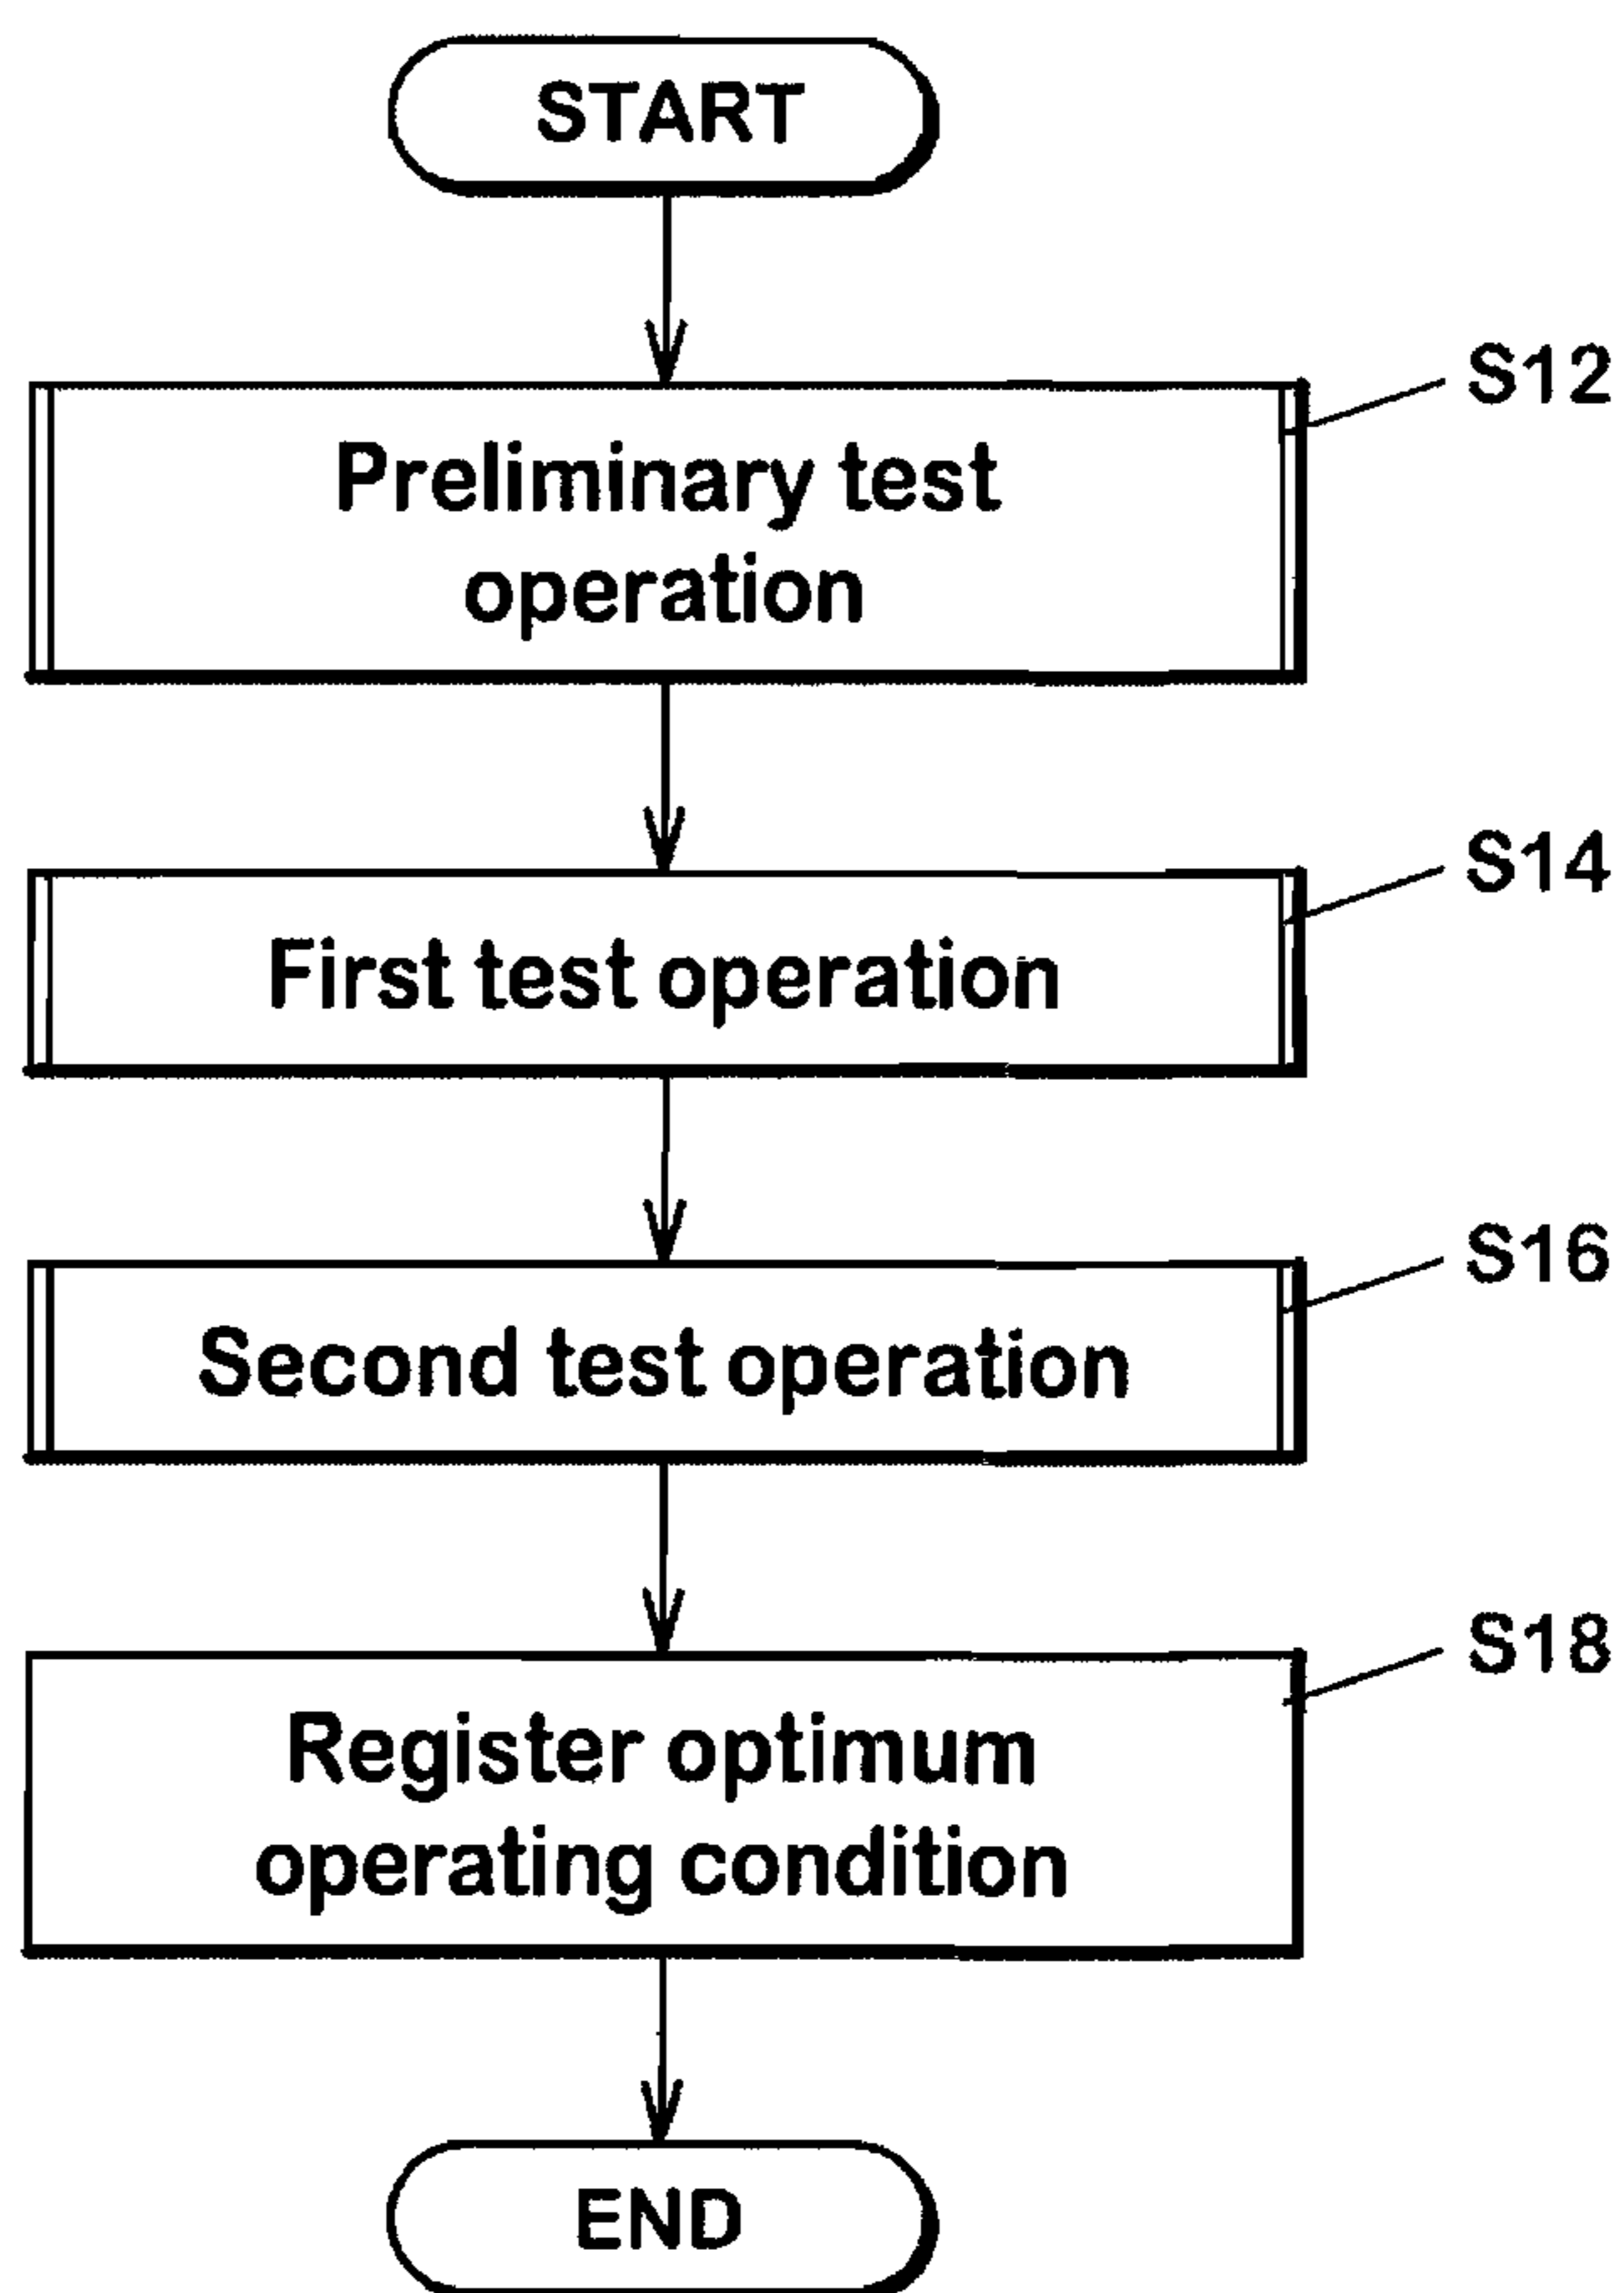 START
S12
Preliminary test
operation
S14
First test operation
S16
Second test operation
S18
Register optimum
operating condition
END